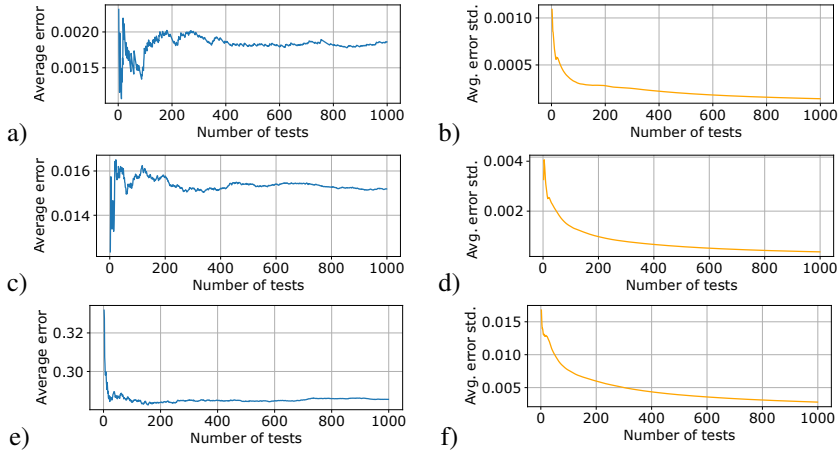 Average error
0.0020
0.0015
0 200 400 600 800 1000
Number of tests
a)
Avg. error std.
0.0010
0.0005
0 200 400 600 800 1000
Number of tests
b)
Average error
0.016
0.014
0 200 400 600 800 1000
Number of tests
c)
Avg. error std.
0.004
0.002
0 200 400 600 800 1000
Number of tests
d)
Average error
0.32
0.30
0 200 400 600 800 1000
Number of tests
e)
Avg. error std.
0.015
0.010
0.005
0 200 400 600 800 1000
Number of tests
f)